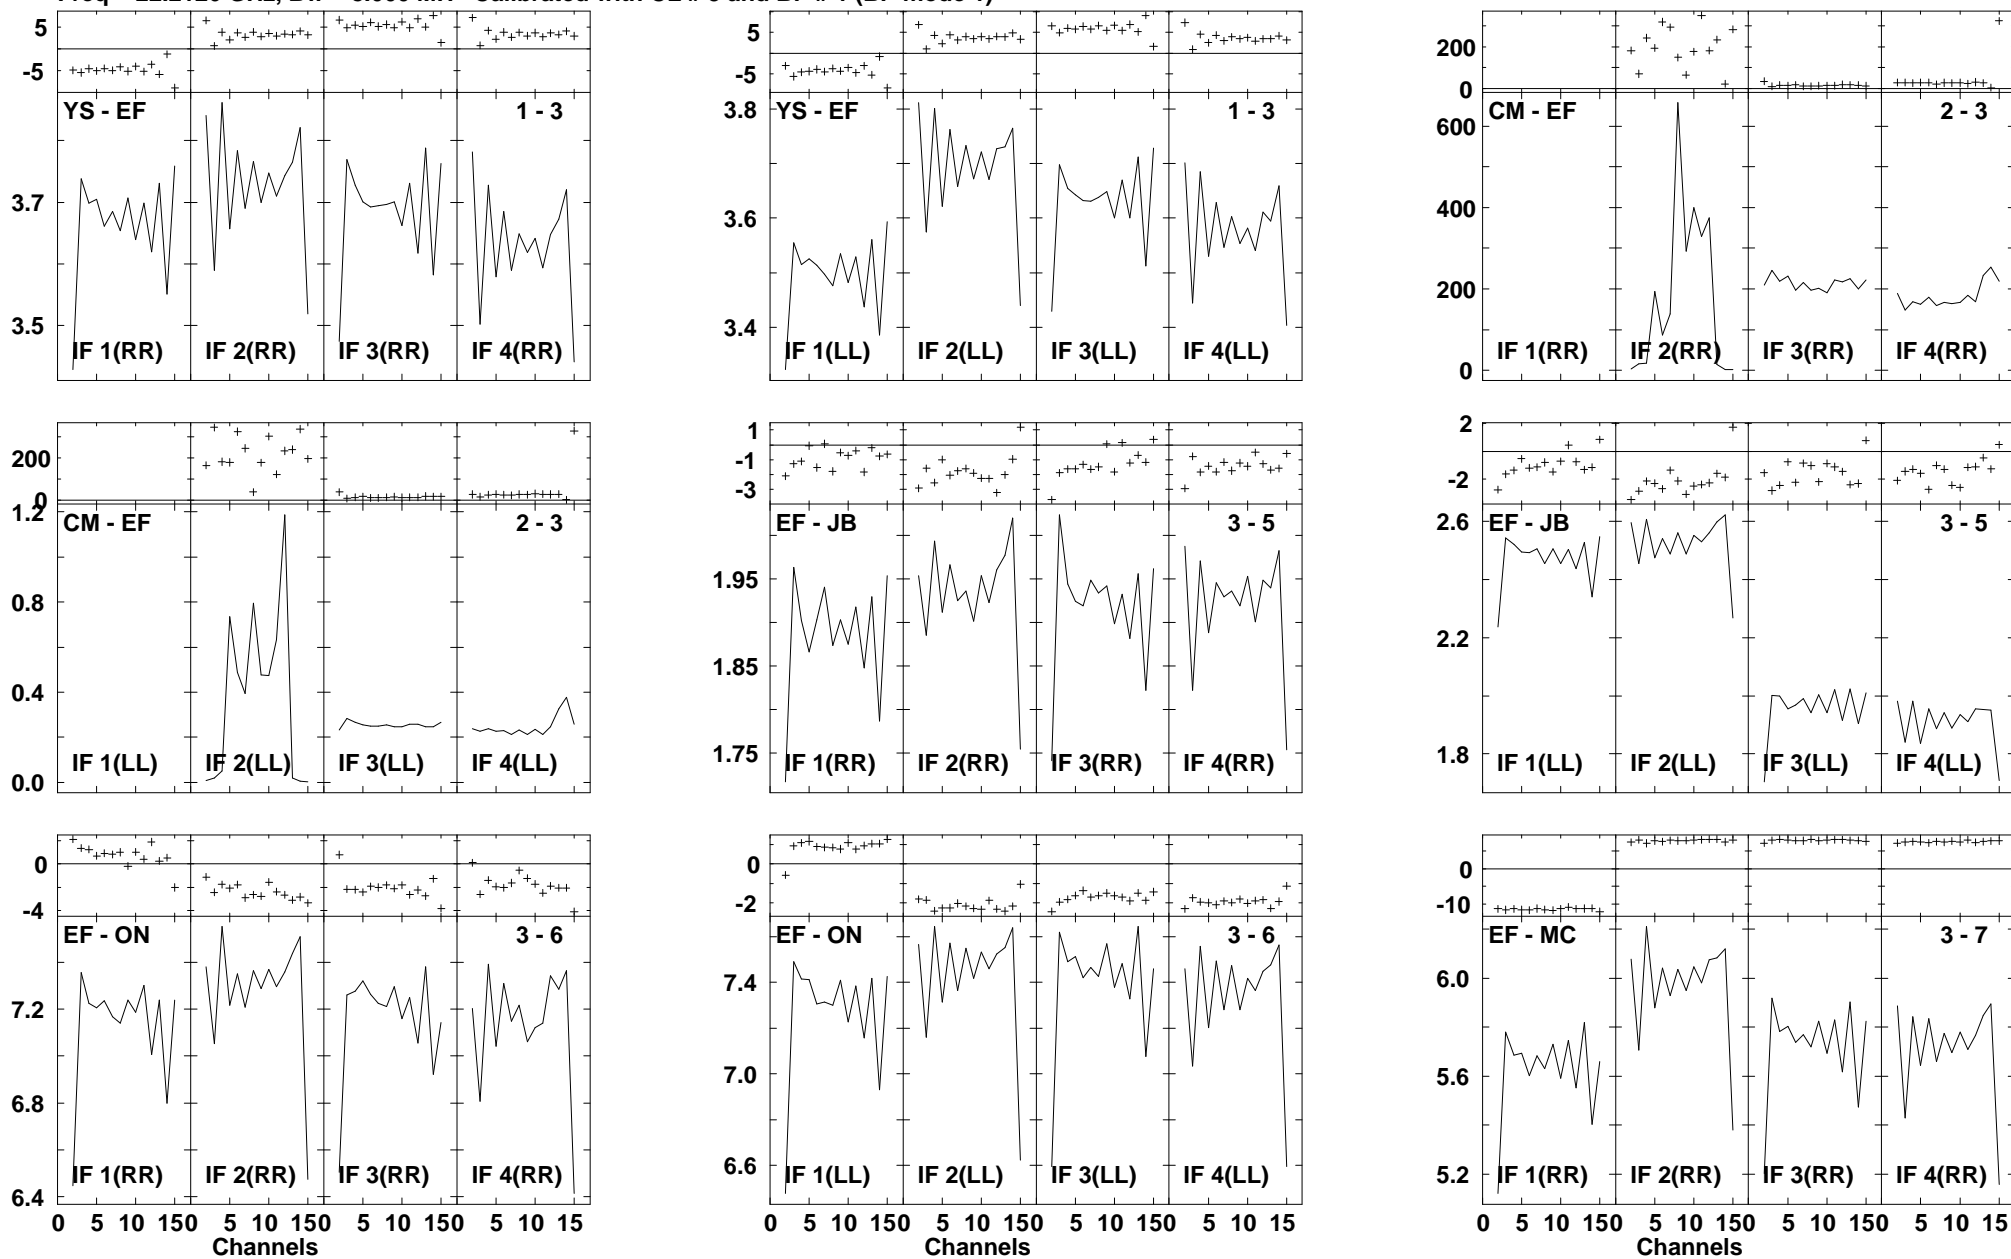 5 -5 YS - EF 1 - 3 3.7 3.5 IF 1(RR) IF 2(RR) IF 3(RR) IF 4(RR)
5 -5 YS - EF 1 - 3 3.8 3.6 3.4 IF 1(LL) IF 2(LL) IF 3(LL) IF 4(LL)
200 0 CM - EF 2 - 3 600 400 200 0 IF 1(RR) IF 2(RR) IF 3(RR) IF 4(RR)
200 0 CM - EF 2 - 3 1.2 0.8 0.4 0.0 IF 1(LL) IF 2(LL) IF 3(LL) IF 4(LL)
1 -1 -3 EF - JB 3 - 5 1.95 1.85 1.75 IF 1(RR) IF 2(RR) IF 3(RR) IF 4(RR)
2 -2 EF - JB 3 - 5 2.6 2.2 1.8 IF 1(LL) IF 2(LL) IF 3(LL) IF 4(LL)
0 -4 EF - ON 3 - 6 7.2 6.8 6.4 IF 1(RR) IF 2(RR) IF 3(RR) IF 4(RR)
0 5 10 150 5 10 150 5 10 150 5 10 15
Channels
0 -2 EF - ON 3 - 6 7.4 7.0 6.6 IF 1(LL) IF 2(LL) IF 3(LL) IF 4(LL)
0 5 10 150 5 10 150 5 10 150 5 10 15
Channels
0 -10 EF - MC 3 - 7 6.0 5.6 5.2 IF 1(RR) IF 2(RR) IF 3(RR) IF 4(RR)
0 5 10 150 5 10 150 5 10 150 5 10 15
Channels